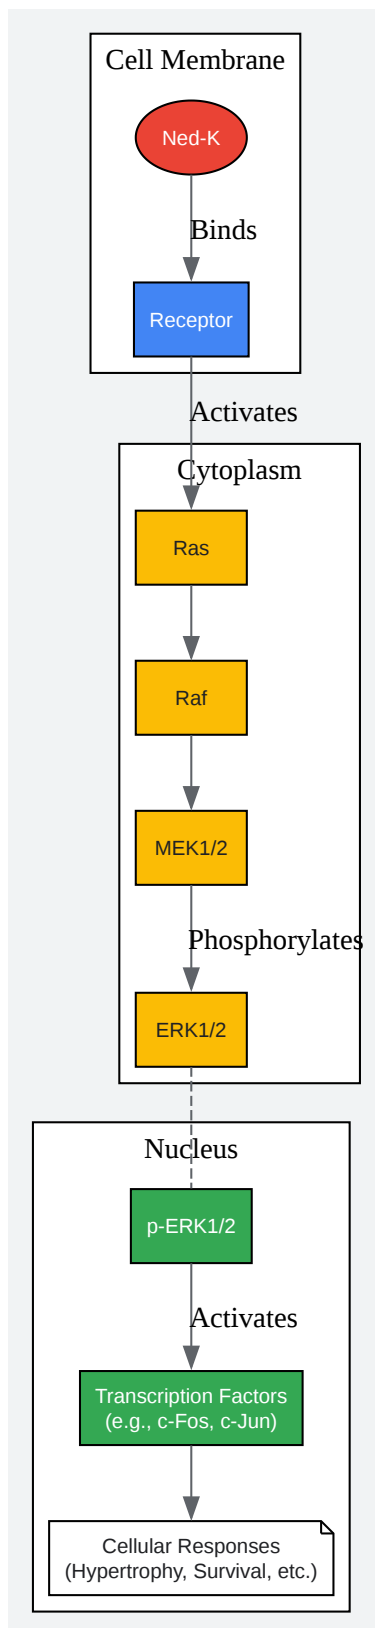 Cell Membrane
Ned-K
Binds
Receptor
Activates
Cytoplasm
Ras
Raf
MEK1/2
Phosphorylates
ERK1/2
Nucleus
p-ERK1/2
Activates
Transcription Factors
(e.g., c-Fos, c-Jun)
Cellular Responses
(Hypertrophy, Survival, etc.)